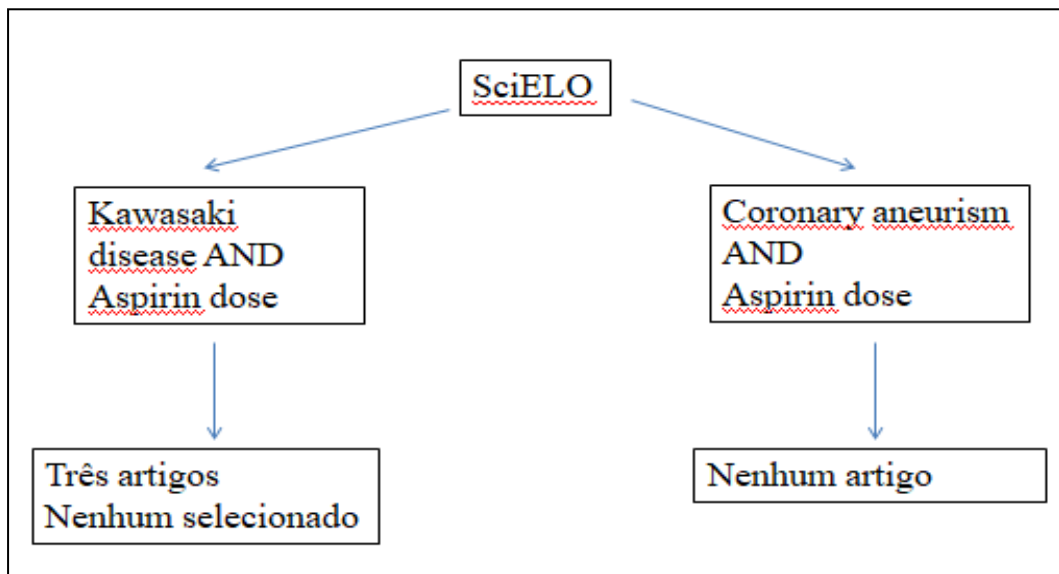 SciELO
Kawasaki
disease AND
Aspirin dose
Coronary aneurism
AND
Aspirin dose
Três artigos
Nenhum selecionado
Nenhum artigo